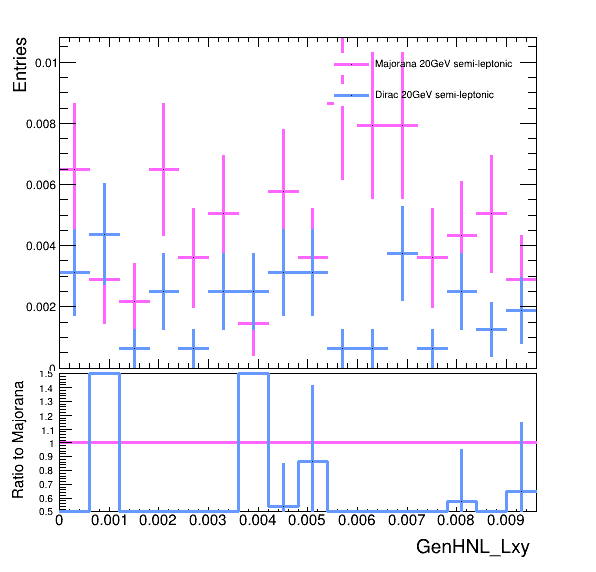 Entries
0.01
Majorana 20GeV semi-leptonic
Dirac 20GeV semi-leptonic
0.008
0.006
0.004
0.002
0
Ratio to Majorana
1.5
1.4
1.3
1.2
1.1
1
0.9
0.8
0.7
0.6
0.5
0 0.001 0.002 0.003 0.004 0.005 0.006 0.007 0.008 0.009
GenHNL_Lxy